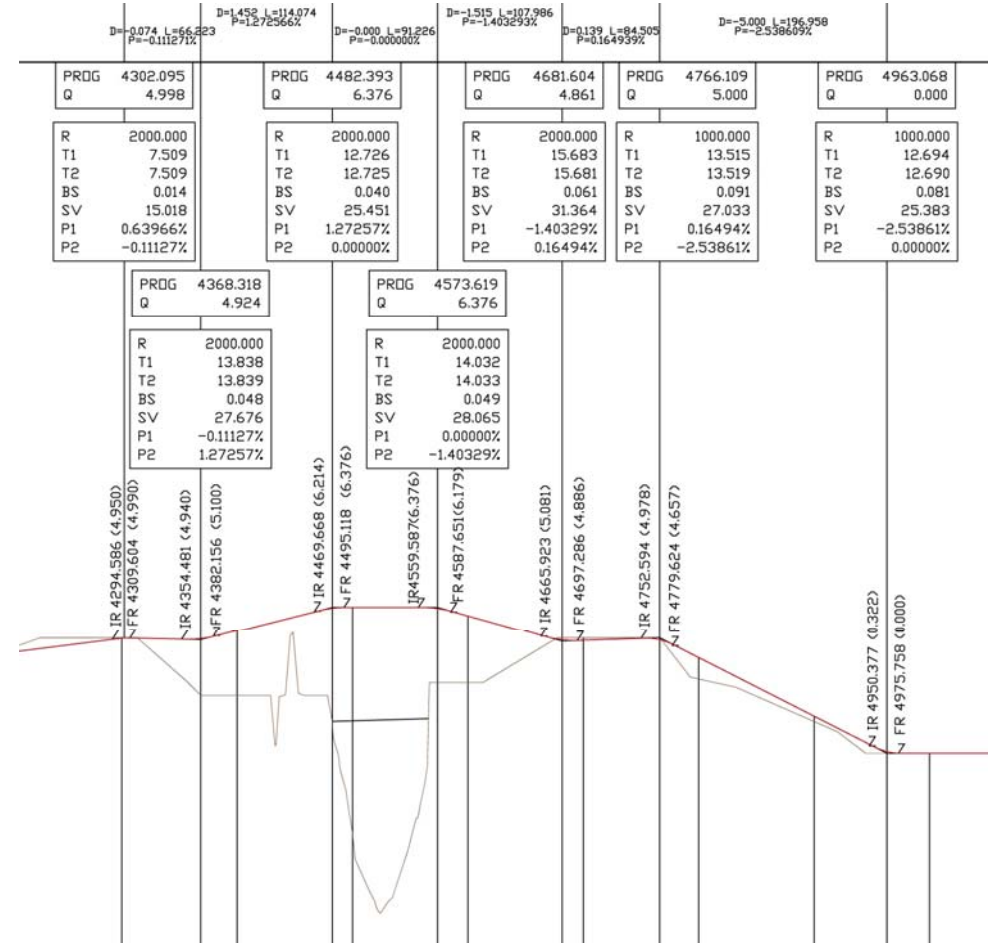 D=-0.074 L=66.223
P=-0.111271%
D=1.452 L=114.074
P=1.272566%
D=-0.000 L=91.226
P=-0.000000%
D=-1.515 L=107.986
P=-1.403293%
D=0.139 L=84.505
P=0.164939%
D=-5.000 L=196.958
P=-2.538609%
PROG 4302.095
Q 4.998
R 2000.000
T1 7.509
T2 7.509
BS 0.014
SV 15.018
P1 0.63966%
P2 -0.11127%
PROG 4482.393
Q 6.376
R 2000.000
T1 12.726
T2 12.725
BS 0.040
SV 25.451
P1 1.27257%
P2 0.00000%
PROG 4681.604
Q 4.861
R 2000.000
T1 15.683
T2 15.681
BS 0.061
SV 31.364
P1 -1.40329%
P2 0.16494%
PROG 4766.109
Q 5.000
R 1000.000
T1 13.515
T2 13.519
BS 0.091
SV 27.033
P1 0.16494%
P2 -2.53861%
PROG 4963.068
Q 0.000
R 1000.000
T1 12.694
T2 12.690
BS 0.081
SV 25.383
P1 -2.53861%
P2 0.00000%
PROG 4368.318
Q 4.924
R 2000.000
T1 13.838
T2 13.839
BS 0.048
SV 27.676
P1 -0.11127%
P2 1.27257%
PROG 4573.619
Q 6.376
R 2000.000
T1 14.032
T2 14.033
BS 0.049
SV 28.065
P1 0.00000%
P2 -1.40329%
IR 4294.586 (4.950)
FR 4309.604 (4.990)
IR 4354.481 (4.940)
FR 4382.156 (5.100)
IR 4469.668 (6.214)
FR 4495.118 (6.376)
IR4559.587(6.376)
FR 4587.651(6.179)
IR 4665.923 (5.081)
FR 4697.286 (4.886)
IR 4752.594 (4.978)
FR 4779.624 (4.657)
IR 4950.377 (0.322)
FR 4975.758 (0.000)